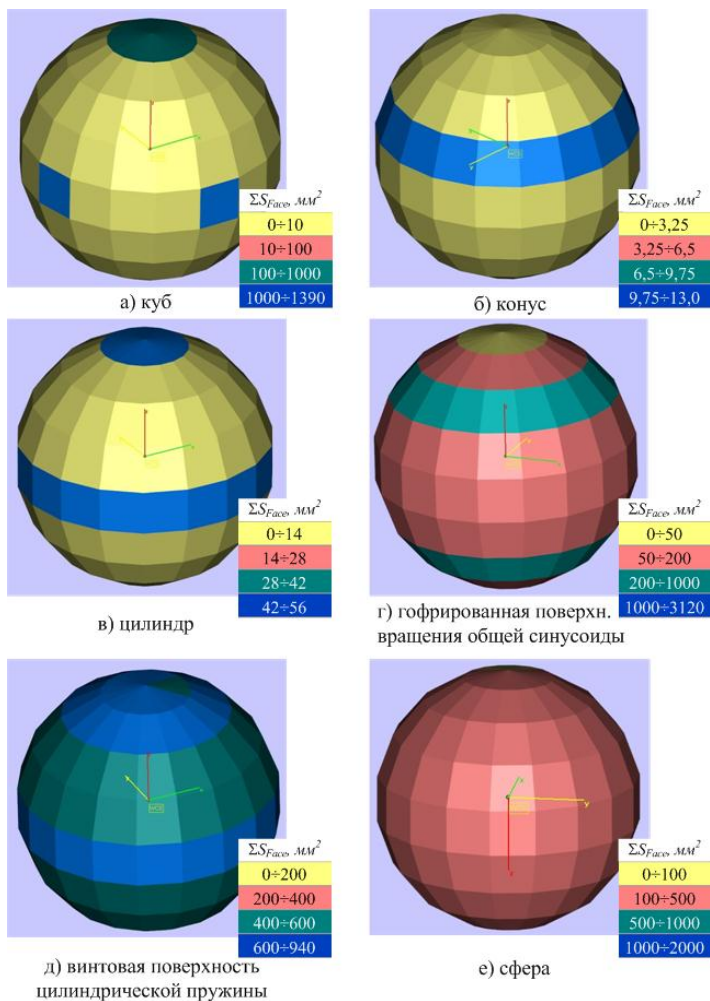 ΣS_Face, мм²
0÷10
10÷100
100÷1000
1000÷1390
а) куб
ΣS_Face, мм²
0÷3,25
3,25÷6,5
6,5÷9,75
9,75÷13,0
б) конус
ΣS_Face, мм²
0÷14
14÷28
28÷42
42÷56
в) цилиндр
ΣS_Face, мм²
0÷50
50÷200
200÷1000
1000÷3120
г) гофрированная поверхн.
вращения общей синусоиды
ΣS_Face, мм²
0÷200
200÷400
400÷600
600÷940
д) винтовая поверхность
цилиндрической пружины
y
ΣS_Face, мм²
0÷100
100÷500
500÷1000
1000÷2000
е) сфера